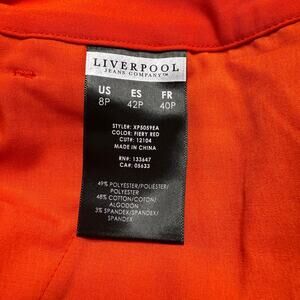 LIVERPOOL
JEANS COMPANY™
US ES FR
8P 42P 40P
STYLE#: XP5059EA
COLOR: FIERY RED
CUT#: 12104
MADE IN CHINA
RN#: 133647
CA#: 05633
49% POLYESTER/POLIESTER/
POLYESTER
48% COTTON/COTON/
ALGODON
3% SPANDEX/SPANDEX/
SPANDEX